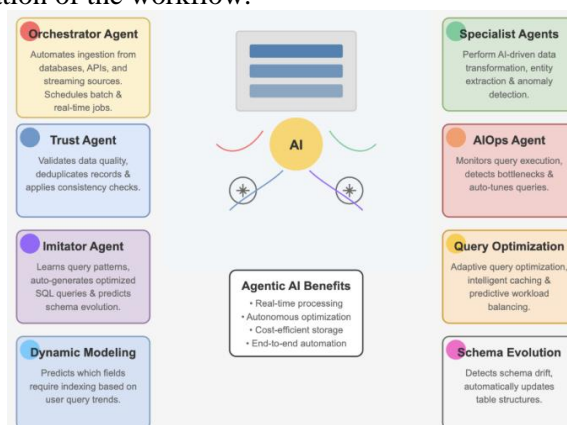 ation of the workflow.
Orchestrator Agent
Automates ingestion from
databases, APIs, and
streaming sources.
Schedules batch &
real-time jobs.
Trust Agent
Validates data quality,
deduplicates records &
applies consistency checks.
Imitator Agent
Learns query patterns,
auto-generates optimized
SQL queries & predicts
schema evolution.
Dynamic Modeling
Predicts which fields
require indexing based on
user query trends.
AI
Agentic AI Benefits
• Real-time processing
• Autonomous optimization
• Cost-efficient storage
• End-to-end automation
Specialist Agents
Perform AI-driven data
transformation, entity
extraction & anomaly
detection.
AIOps Agent
Monitors query execution,
detects bottlenecks &
auto-tunes queries.
Query Optimization
Adaptive query optimization,
intelligent caching &
predictive workload
balancing.
Schema Evolution
Detects schema drift,
automatically updates
table structures.